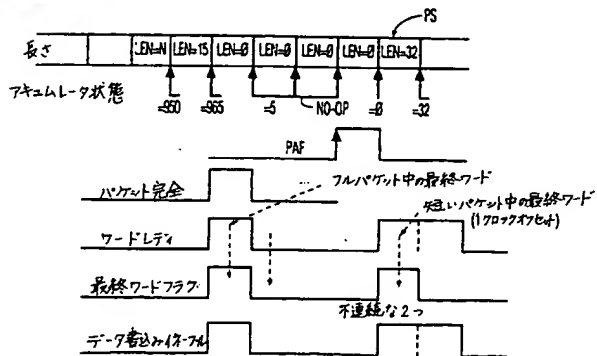 PS
長さ LEN=N LEN=15 LEN=0 LEN=0 LEN=0 LEN=0 LEN=32
アキュムレータ状態
=950 =965 =5 NO-OP =0 =32
PAF
フルパケット中の最終ワード
パケット完全
短いパケット中の最終ワード
(1クロックオフセット)
ワードレディ
最終ワードフラグ
不連続な2つ
データ書込みイネーブル